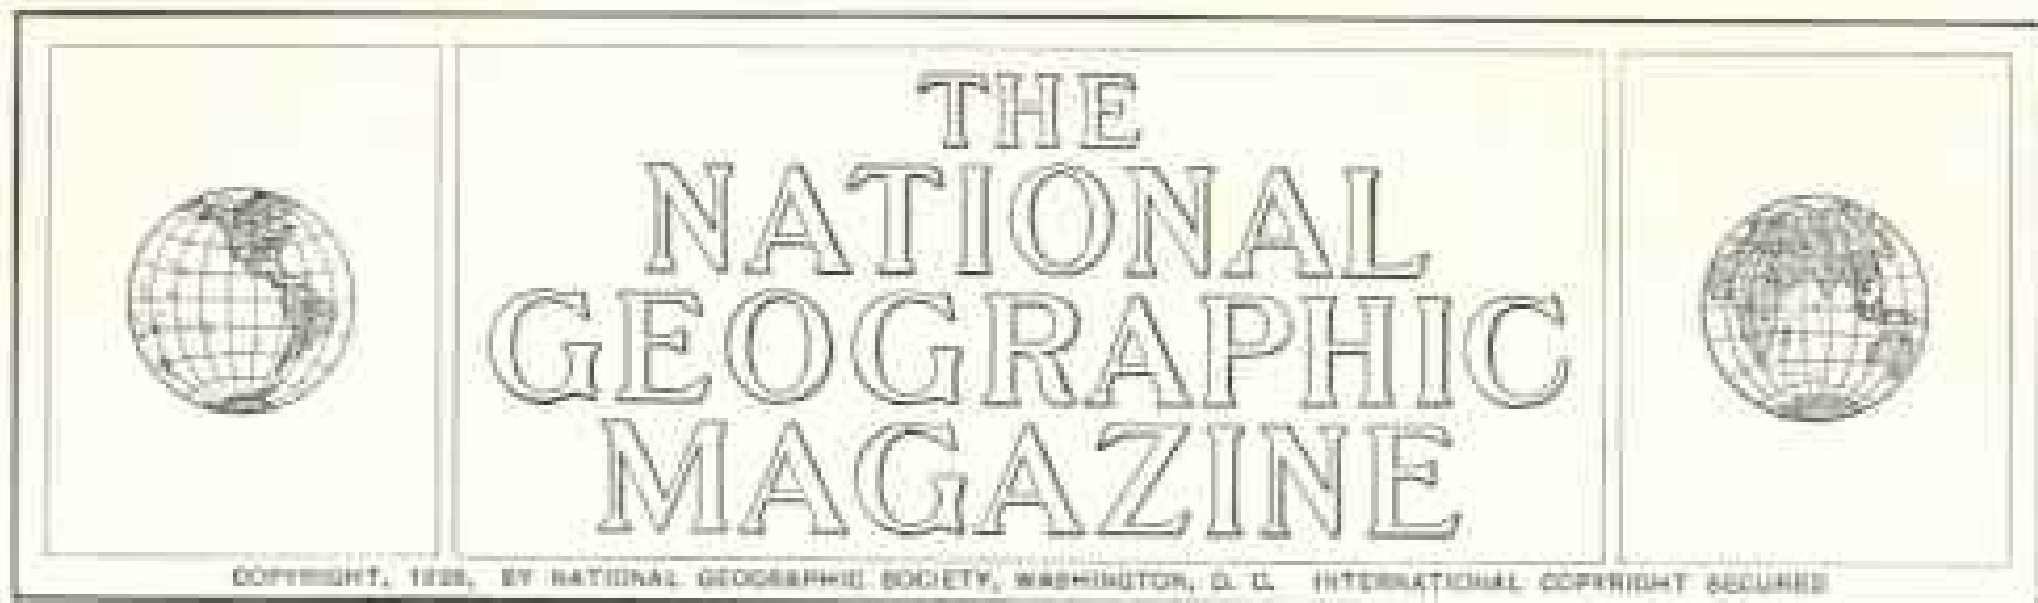 THE
NATIONAL
GEOGRAPHIC
MAGAZINE
COPYRIGHT, BY NATIONAL GEOGRAPHIC SOCIETY, WASHINGTON, D. C. INTERNATIONAL COPYRIGHT SECURED